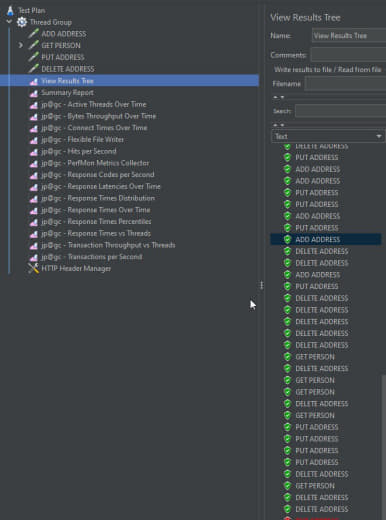 Test Plan
Thread Group
ADD ADDRESS
GET PERSON
PUT ADDRESS
DELETE ADDRESS
View Results Tree
Summary Report
jp@gc - Active Threads Over Time
jp@gc - Bytes Throughput Over Time
jp@gc - Connect Times Over Time
jp@gc - Flexible File Writer
jp@gc - Hits per Second
jp@gc - PerfMon Metrics Collector
jp@gc - Response Codes per Second
jp@gc - Response Latencies Over Time
jp@gc - Response Times Distribution
jp@gc - Response Times Over Time
jp@gc - Response Times Percentiles
jp@gc - Response Times vs Threads
jp@gc - Transaction Throughput vs Threads
jp@gc - Transactions per Second
HTTP Header Manager
View Results Tree
Name: View Results Tree
Comments:
Write results to file / Read from file
Filename
Search:
Text
DELETE ADDRESS
PUT ADDRESS
ADD ADDRESS
ADD ADDRESS
PUT ADDRESS
PUT ADDRESS
ADD ADDRESS
PUT ADDRESS
ADD ADDRESS
DELETE ADDRESS
DELETE ADDRESS
ADD ADDRESS
PUT ADDRESS
DELETE ADDRESS
DELETE ADDRESS
DELETE ADDRESS
DELETE ADDRESS
DELETE ADDRESS
GET PERSON
DELETE ADDRESS
GET PERSON
GET PERSON
DELETE ADDRESS
GET PERSON
PUT ADDRESS
PUT ADDRESS
PUT ADDRESS
PUT ADDRESS
DELETE ADDRESS
GET PERSON
DELETE ADDRESS
DELETE ADDRESS